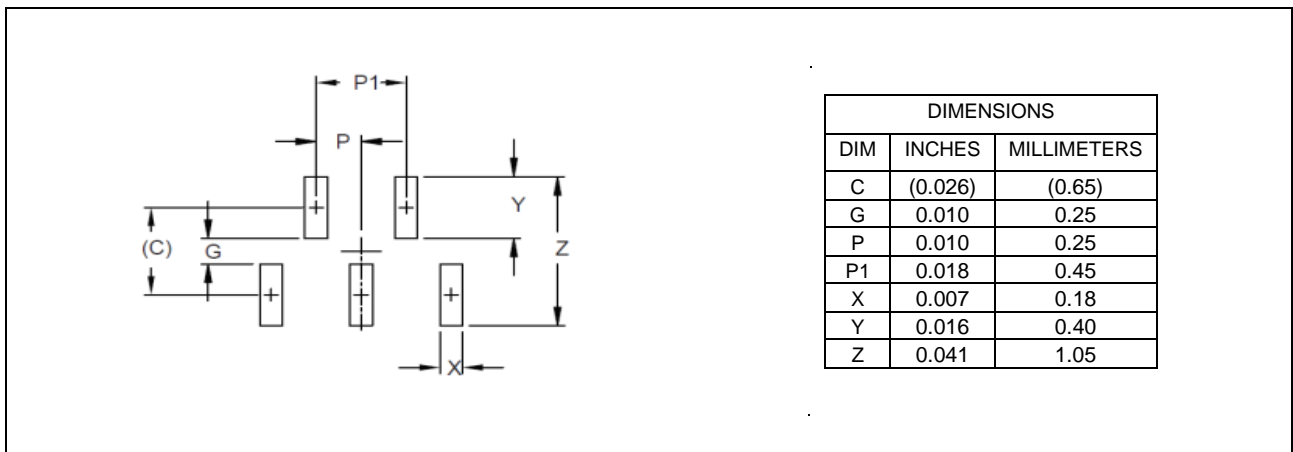 P1
P
Y
(C)
G
Z
X
DIMENSIONS
DIM INCHES MILLIMETERS
C (0.026) (0.65)
G 0.010 0.25
P 0.010 0.25
P1 0.018 0.45
X 0.007 0.18
Y 0.016 0.40
Z 0.041 1.05